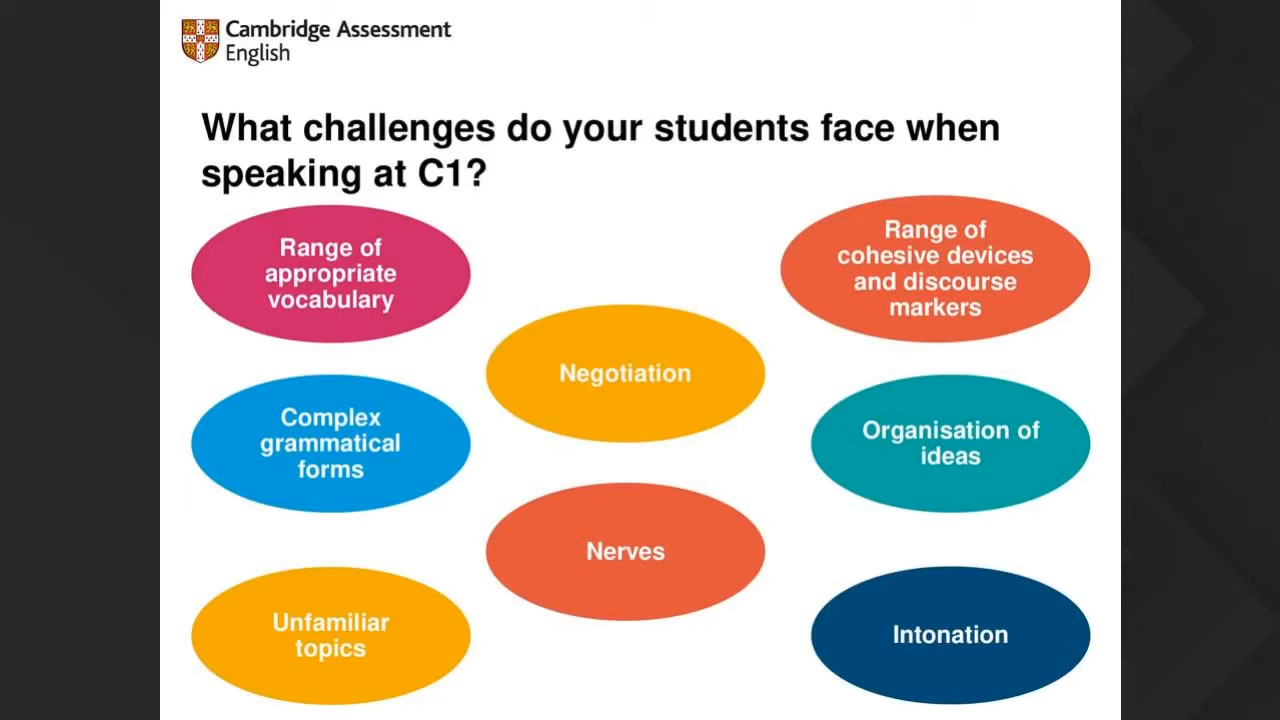 Cambridge Assessment
English
What challenges do your students face when
speaking at C1?
Range of
appropriate
vocabulary
Range of
cohesive devices
and discourse
markers
Negotiation
Complex
grammatical
forms
Organisation of
ideas
Nerves
Unfamiliar
topics
Intonation